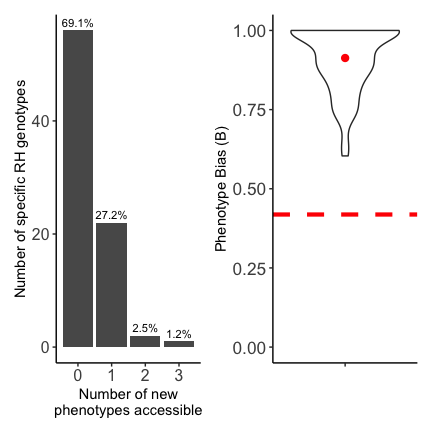 69.1%
27.2%
2.5%
1.2%
Number of specific RH genotypes
40
20
0
0 1 2 3
Number of new
phenotypes accessible
Phenotype Bias (B)
1.00
0.75
0.50
0.25
0.00